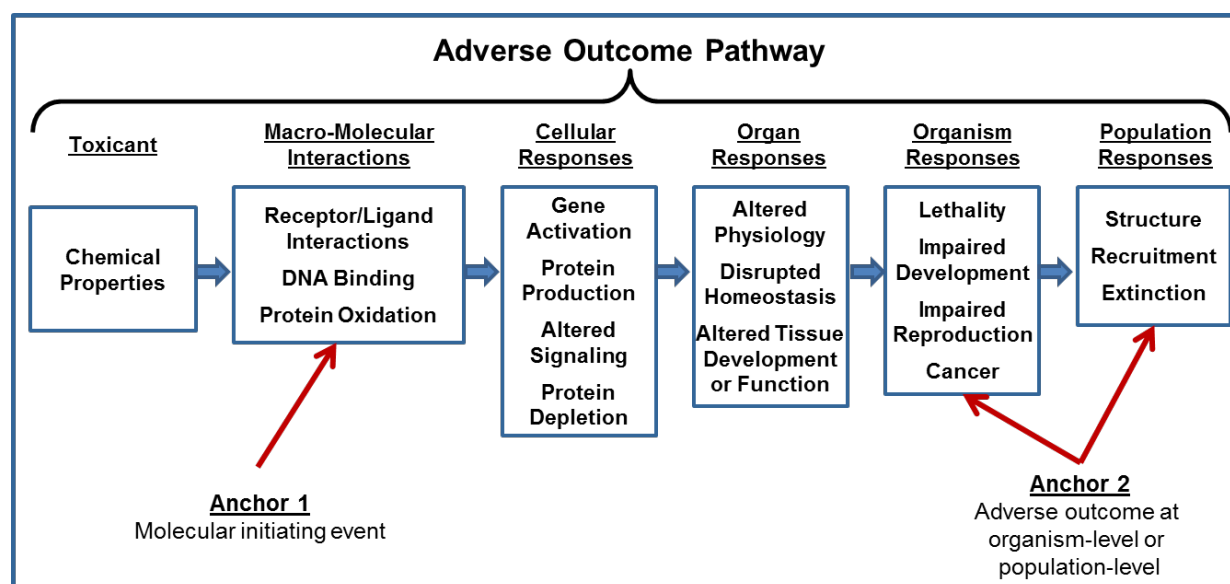 Adverse Outcome Pathway
Toxicant
Macro-Molecular
Interactions
Cellular
Responses
Organ
Responses
Organism
Responses
Population
Responses
Chemical
Properties
Receptor/Ligand
Interactions
DNA Binding
Protein Oxidation
Gene
Activation
Protein
Production
Altered
Signaling
Protein
Depletion
Altered
Physiology
Disrupted
Homeostasis
Altered Tissue
Development
or Function
Lethality
Impaired
Development
Impaired
Reproduction
Cancer
Structure
Recruitment
Extinction
Anchor 1
Molecular initiating event
Anchor 2
Adverse outcome at
organism-level or
population-level